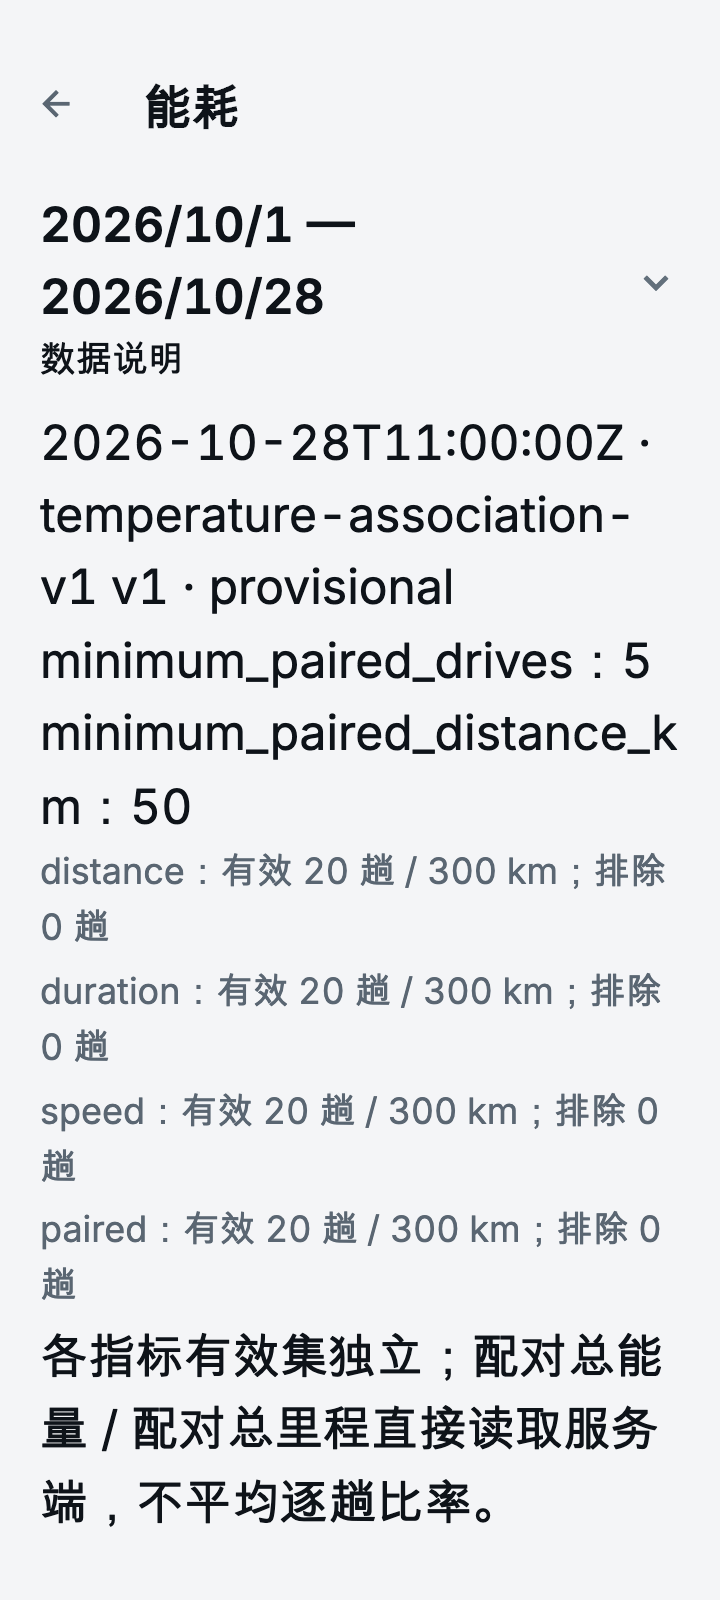 能耗
2026/10/1 —
2026/10/28
数据说明
2026-10-28T11:00:00Z ·
temperature-association-
v1 v1 · provisional
minimum_paired_drives：5
minimum_paired_distance_k
m：50
distance：有效 20 趟 / 300 km；排除
0 趟
duration：有效 20 趟 / 300 km；排除
0 趟
speed：有效 20 趟 / 300 km；排除 0
趟
paired：有效 20 趟 / 300 km；排除 0
趟
各指标有效集独立；配对总能
量 / 配对总里程直接读取服务
端，不平均逐趟比率。